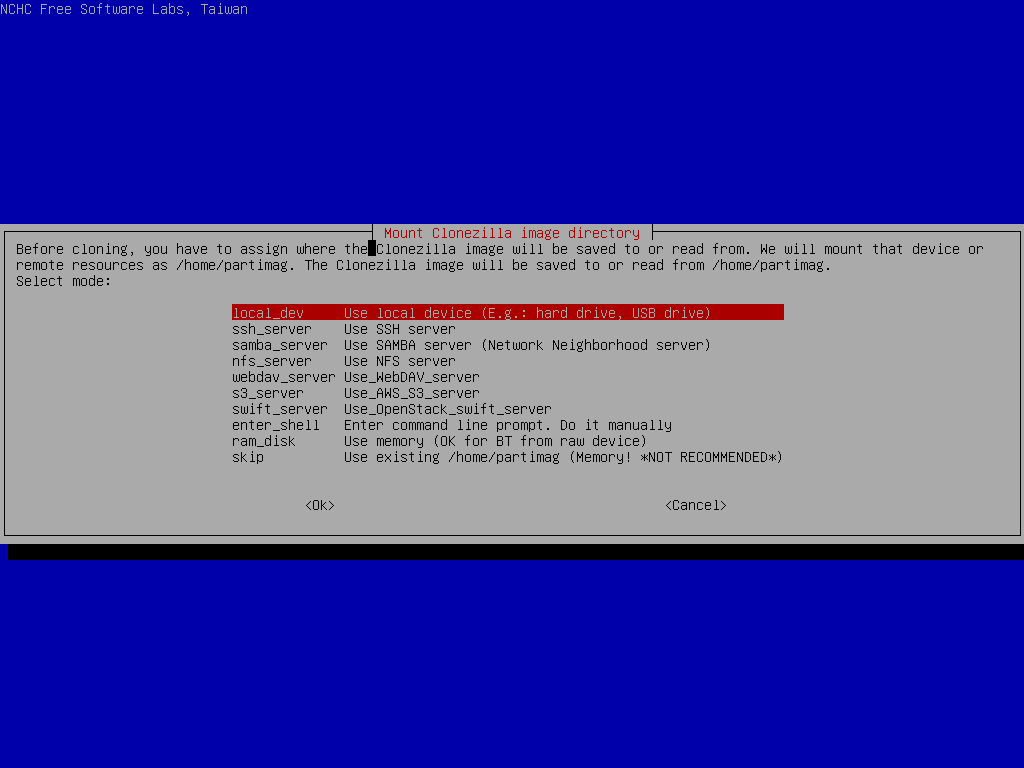 NCHC Free Software Labs, Taiwan
Mount Clonezilla image directory
Before cloning, you have to assign where the Clonezilla image will be saved to or read from. We will mount that device or
remote resources as /home/partimag. The Clonezilla image will be saved to or read from /home/partimag.
Select mode:
local_dev Use local device (E.g.: hard drive, USB drive)
ssh_server Use SSH server
samba_server Use SAMBA server (Network Neighborhood server)
nfs_server Use NFS server
webdav_server Use_WebDAV_server
s3_server Use_AWS_S3_server
swift_server Use_OpenStack_swift_server
enter_shell Enter command line prompt. Do it manually
ram_disk Use memory (OK for BT from raw device)
skip Use existing /home/partimag (Memory! *NOT RECOMMENDED*)
<Ok> <Cancel>